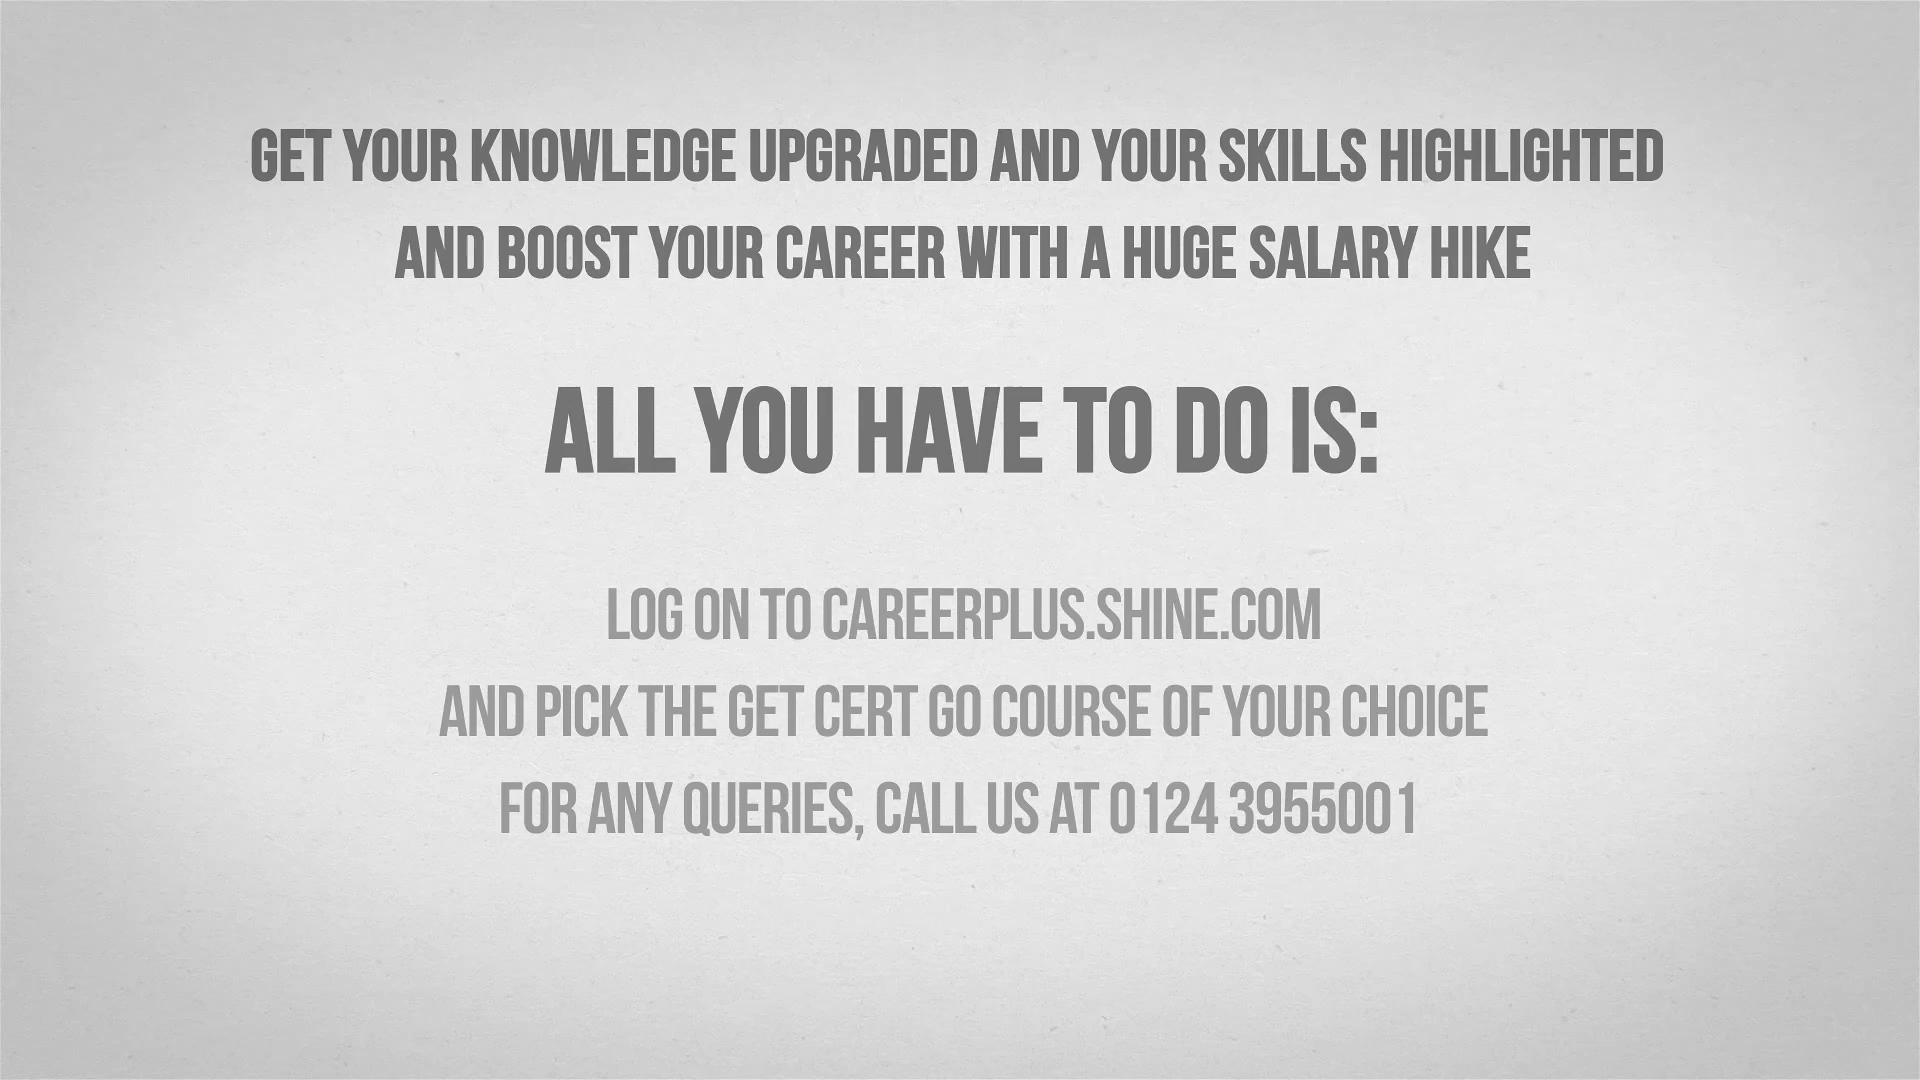 GET YOUR KNOWLEDGE UPGRADED AND YOUR SKILLS HIGHLIGHTED
AND BOOST YOUR CAREER WITH A HUGE SALARY HIKE
ALL YOU HAVE TO DO IS:
LOG ON TO CAREERPLUS.SHINE.COM
AND PICK THE GET CERT GO COURSE OF YOUR CHOICE
FOR ANY QUERIES, CALL US AT 0124 3955001